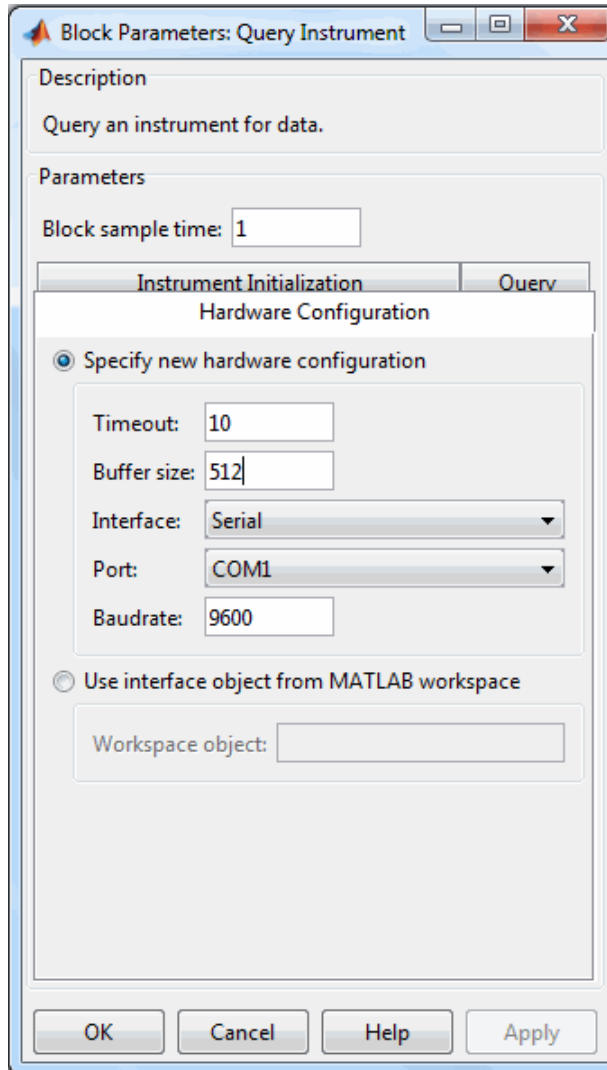 Block Parameters: Query Instrument
Description
Query an instrument for data.
Parameters
Block sample time: 1
Instrument Initialization Query
Hardware Configuration
Specify new hardware configuration
Timeout: 10
Buffer size: 512
Interface: Serial
Port: COM1
Baudrate: 9600
Use interface object from MATLAB workspace
Workspace object:
OK Cancel Help Apply